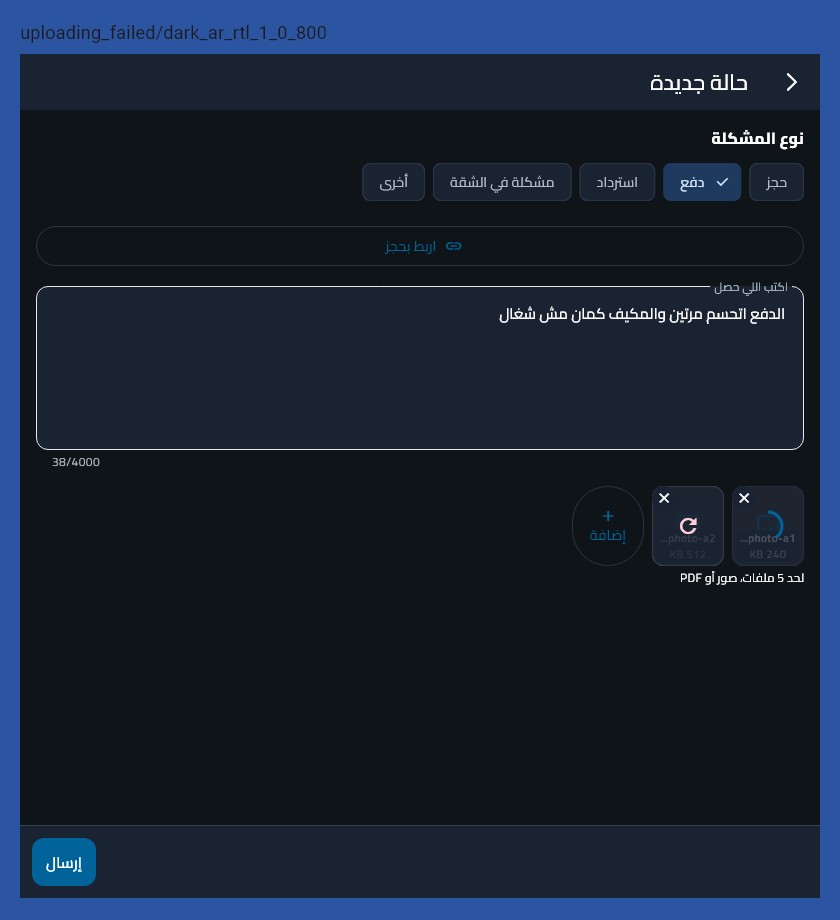 uploading_failed/dark_ar_rtl_1_0_800
حالة جديدة
نوع المشكلة
حجز
دفع
استرداد
مشكلة في الشقة
أخرى
اربط بحجز
اكتب اللي حصل
الدفع اتحسم مرتين والمكيف كمان مش شغال
38/4000
photo-a1...
240 KB
photo-a2...
512 KB
إضافة
لحد 5 ملفات، صور أو PDF
إرسال